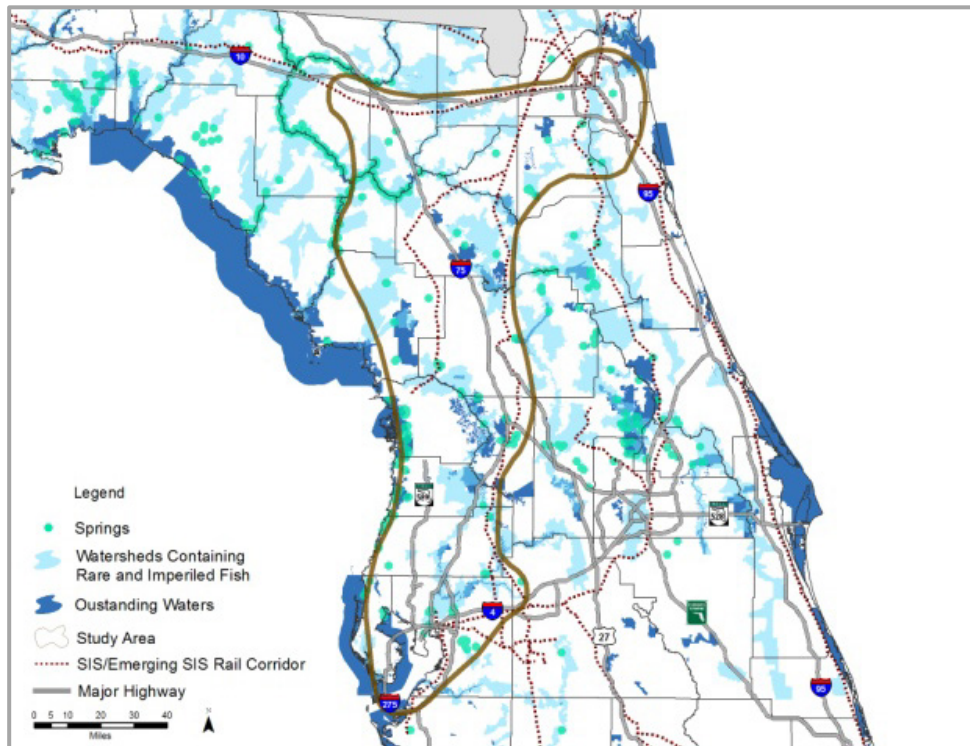 10
95
75
589
528
4
27
275
95
Legend
Springs
Watersheds Containing
Rare and Imperiled Fish
Oustanding Waters
Study Area
SIS/Emerging SIS Rail Corridor
Major Highway
0 5 10 20 30 40
Miles
N